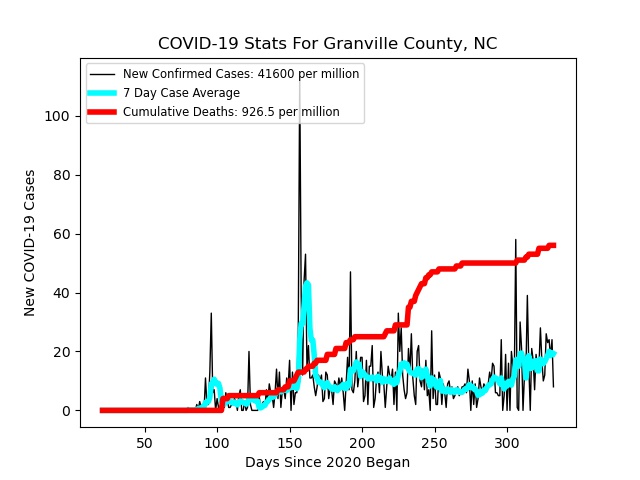 COVID-19 Stats For Granville County, NC
New Confirmed Cases: 41600 per million
7 Day Case Average
Cumulative Deaths: 926.5 per million
New COVID-19 Cases
100
80
60
40
20
0
50
100
150
200
250
300
Days Since 2020 Began